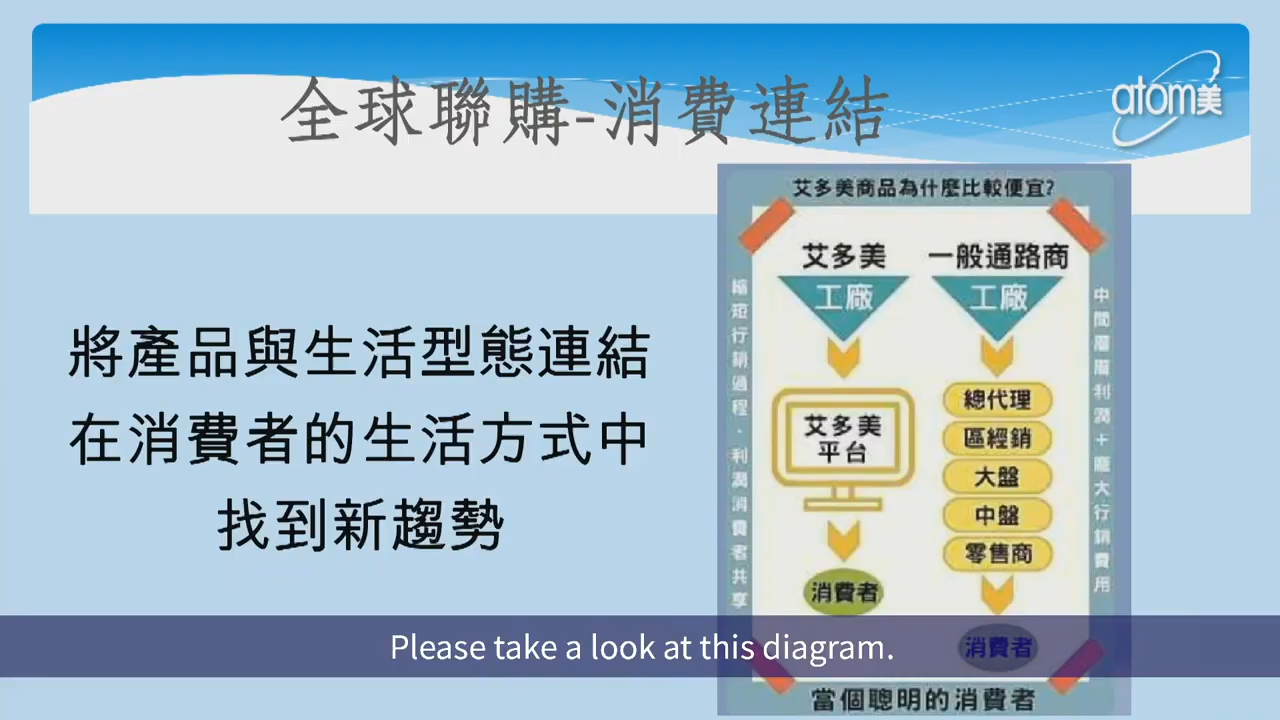 全球聯購-消費連結
atom美
將產品與生活型態連結
在消費者的生活方式中
找到新趨勢
艾多美商品為什麼比較便宜?
縮短行銷過程．利潤消費者共享
艾多美
工廠
艾多美
平台
消費者
一般通路商
工廠
總代理
區經銷
大盤
中盤
零售商
消費者
中間層層利潤＋龐大行銷費用
當個聰明的消費者
Please take a look at this diagram.